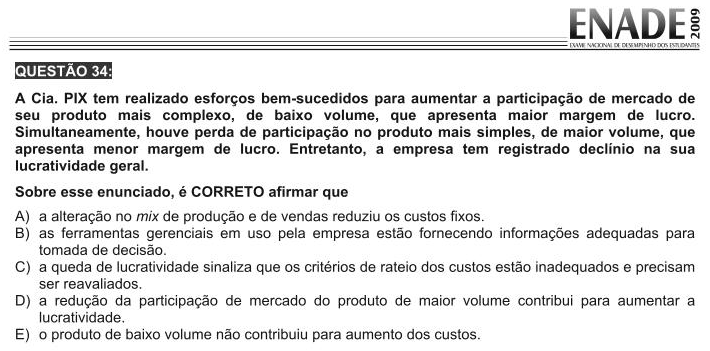 ENADE 2009
EXAME NACIONAL DE DESEMPENHO DOS ESTUDANTES
QUESTÃO 34:
A Cia. PIX tem realizado esforços bem-sucedidos para aumentar a participação de mercado de
seu produto mais complexo, de baixo volume, que apresenta maior margem de lucro.
Simultaneamente, houve perda de participação no produto mais simples, de maior volume, que
apresenta menor margem de lucro. Entretanto, a empresa tem registrado declínio na sua
lucratividade geral.
Sobre esse enunciado, é CORRETO afirmar que
A) a alteração no mix de produção e de vendas reduziu os custos fixos.
B) as ferramentas gerenciais em uso pela empresa estão fornecendo informações adequadas para
tomada de decisão.
C) a queda de lucratividade sinaliza que os critérios de rateio dos custos estão inadequados e precisam
ser reavaliados.
D) a redução da participação de mercado do produto de maior volume contribui para aumentar a
lucratividade.
E) o produto de baixo volume não contribuiu para aumento dos custos.